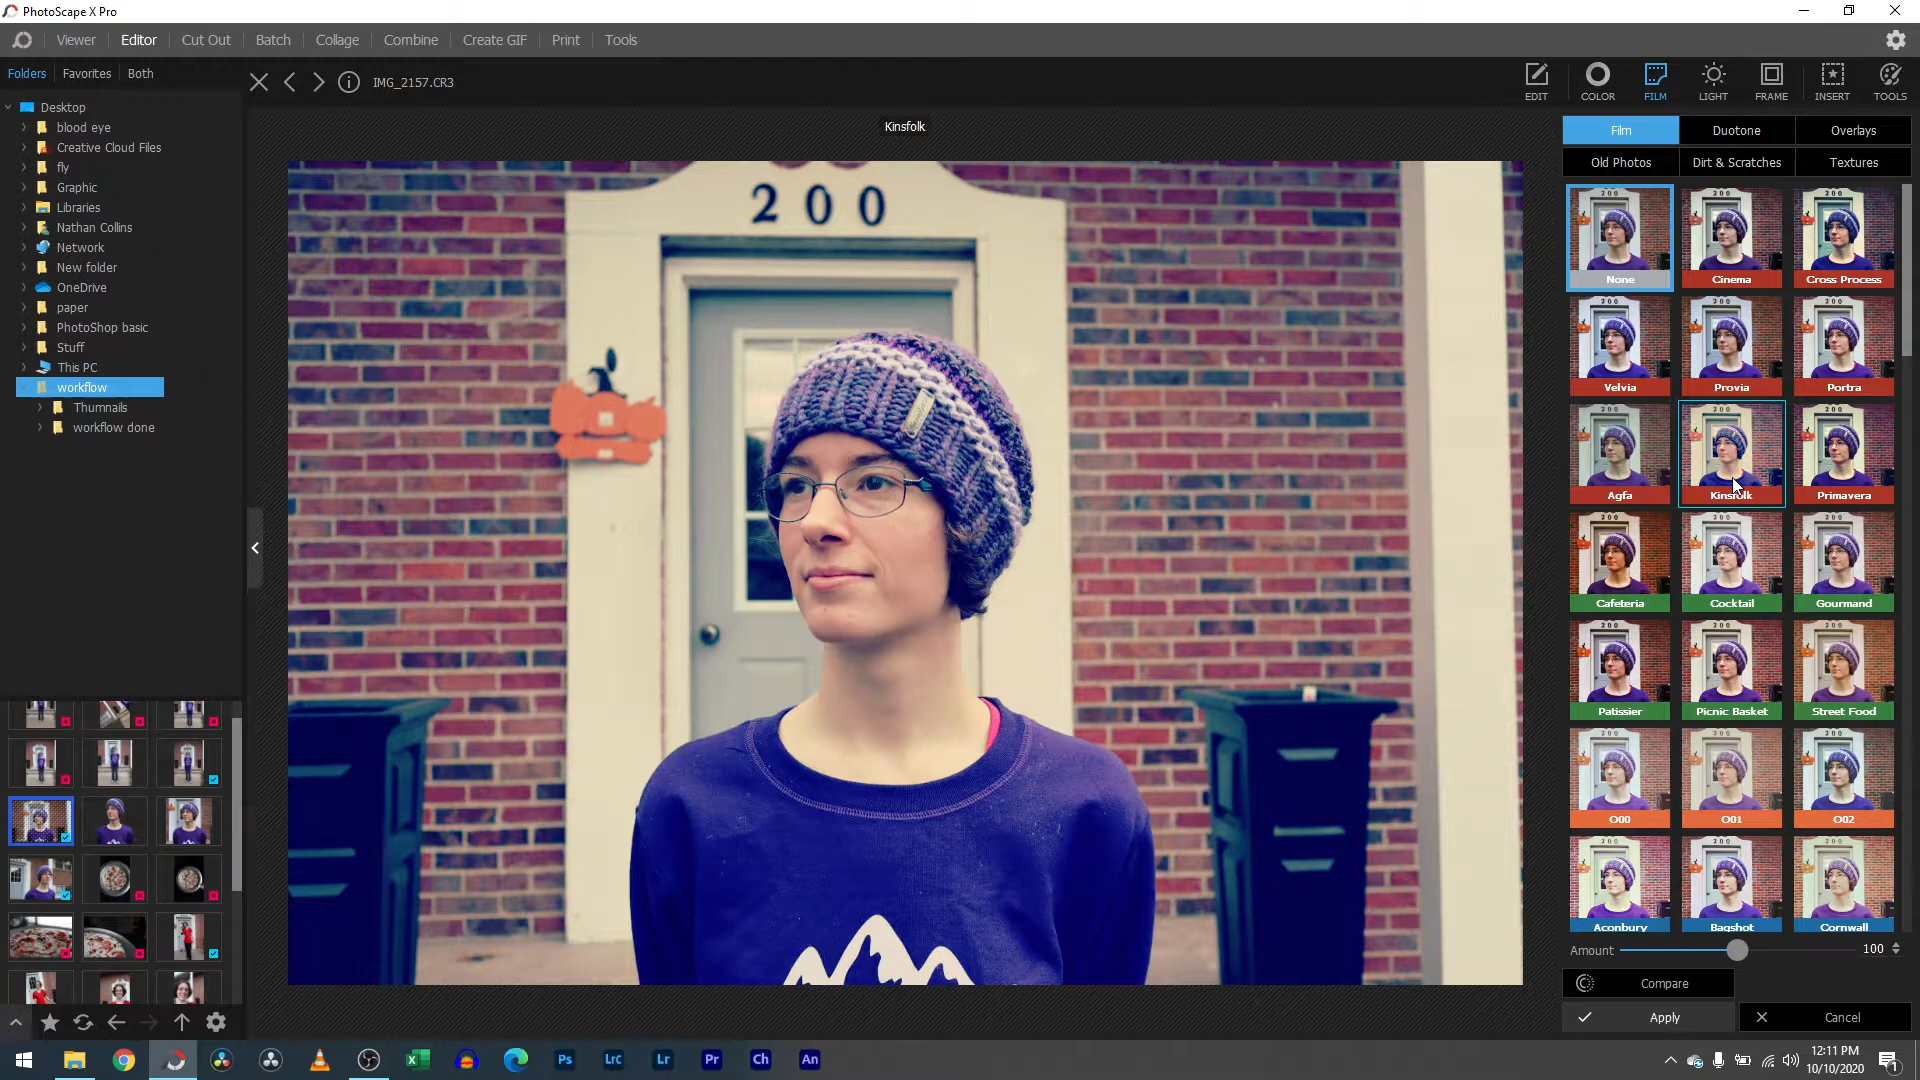 PhotoScape X Pro
Viewer Editor Cut Out Batch Collage Combine Create GIF Print Tools
Folders Favorites Both
IMG_2157.CR3
EDIT COLOR FILM LIGHT FRAME INSERT TOOLS
Desktop
blood eye
Creative Cloud Files
fly
Graphic
Libraries
Nathan Collins
Network
New folder
OneDrive
paper
PhotoShop basic
Stuff
This PC
workflow
Thumnails
workflow done
Kinsfolk
200
Film Duotone Overlays
Old Photos Dirt & Scratches Textures
None Cinema Cross Process
Velvia Provia Portra
Agfa Kinsfolk Primavera
Cafeteria Cocktail Gourmand
Patissier Picnic Basket Street Food
O00 O01 O02
Aconbury Bagshot Cornwall
Amount 100
Compare
Apply Cancel
Ps Lrc Lr Pr Ch An
12:11 PM
10/10/2020
1